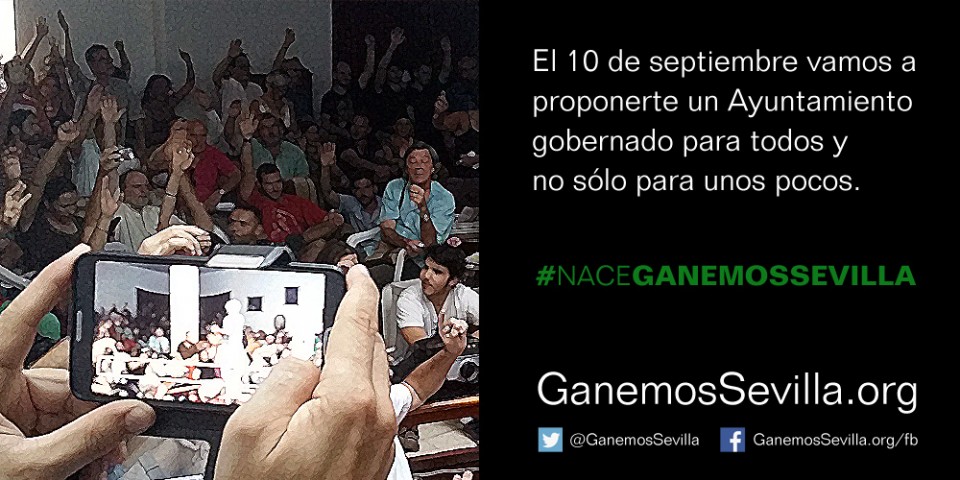 El 10 de septiembre vamos a
proponerte un Ayuntamiento
gobernado para todos y
no sólo para unos pocos.
#NACEGANEMOSSEVILLA
GanemosSevilla.org
@GanemosSevilla GanemosSevilla.org/fb